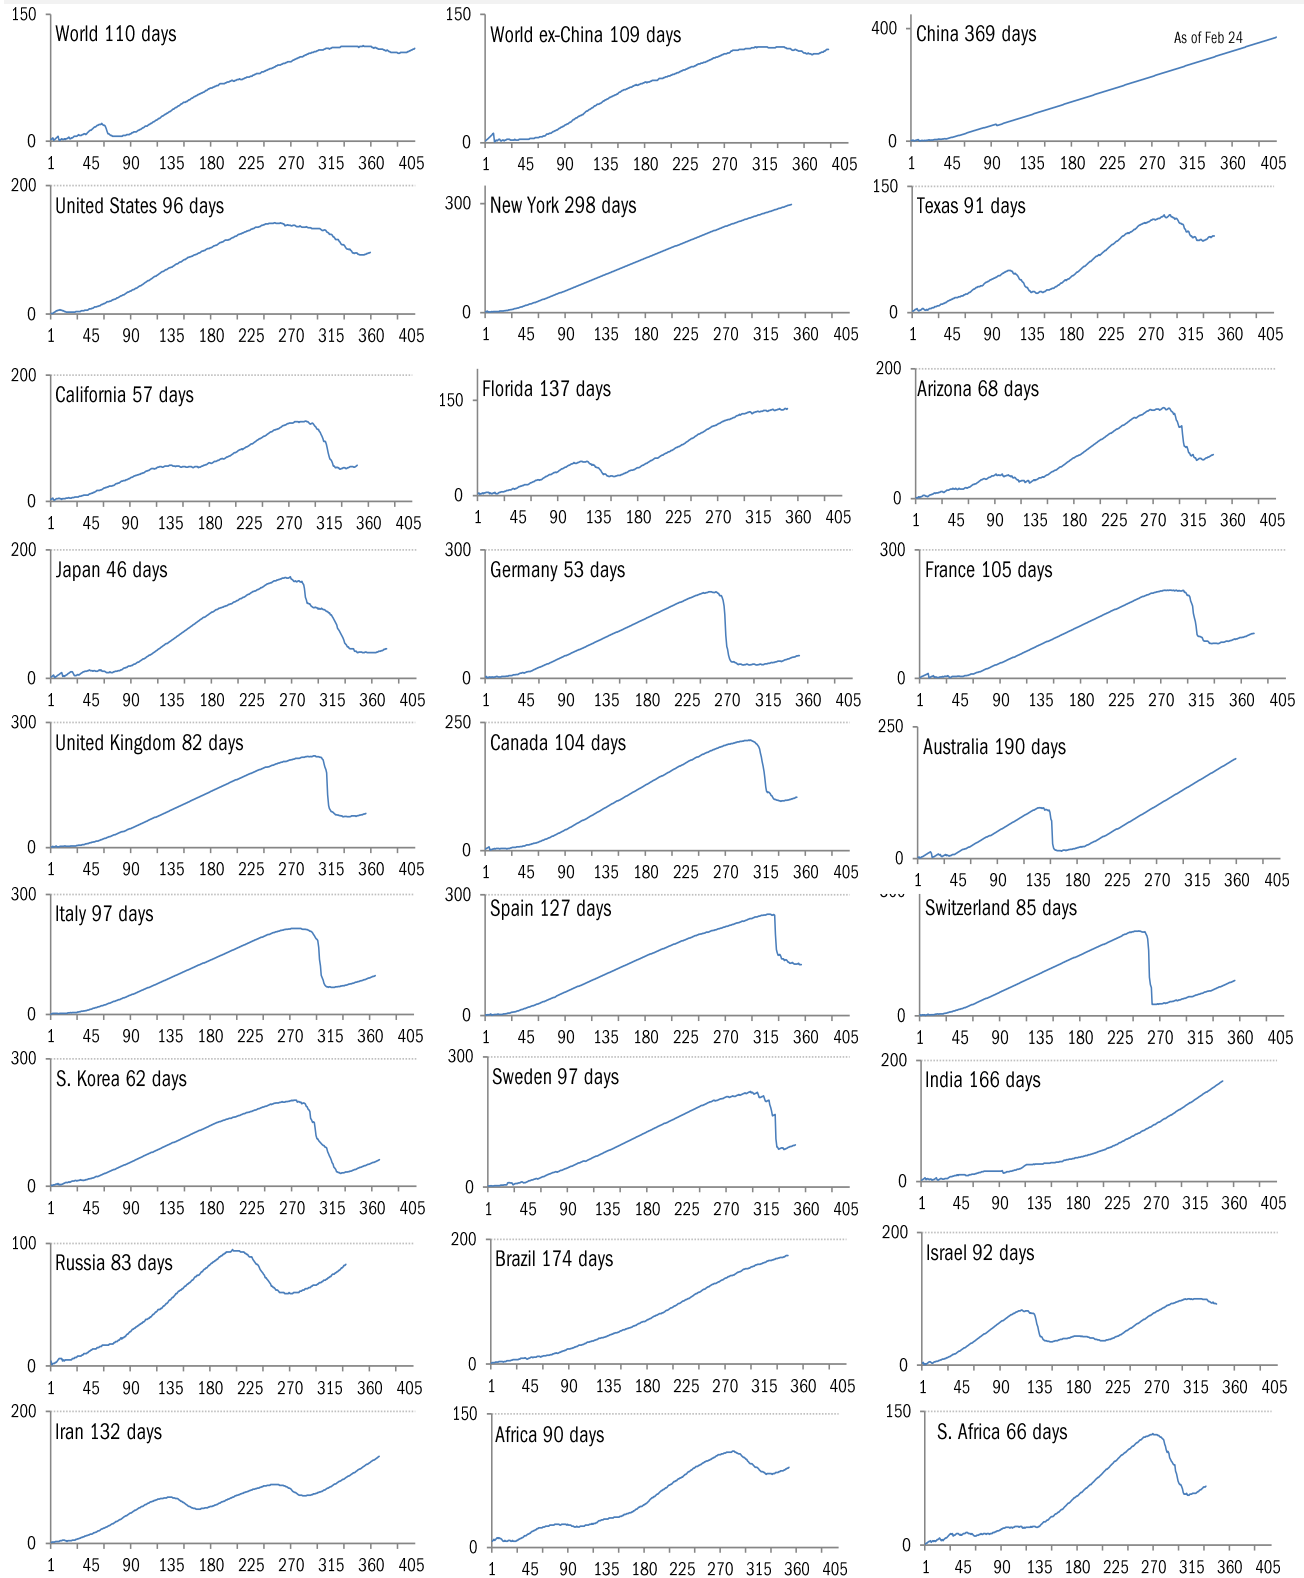 150
World 110 days
0
1 45 90 135 180 225 270 315 360 405
150
World ex-China 109 days
0
1 45 90 135 180 225 270 315 360 405
400
China 369 days
As of Feb 24
0
1 45 90 135 180 225 270 315 360 405
200
United States 96 days
0
1 45 90 135 180 225 270 315 360 405
300
New York 298 days
0
1 45 90 135 180 225 270 315 360 405
150
Texas 91 days
0
1 45 90 135 180 225 270 315 360 405
200
California 57 days
0
1 45 90 135 180 225 270 315 360 405
Florida 137 days
150
0
1 45 90 135 180 225 270 315 360 405
200
Arizona 68 days
0
1 45 90 135 180 225 270 315 360 405
200
Japan 46 days
0
1 45 90 135 180 225 270 315 360 405
300
Germany 53 days
0
1 45 90 135 180 225 270 315 360 405
300
France 105 days
0
1 45 90 135 180 225 270 315 360 405
300
United Kingdom 82 days
0
1 45 90 135 180 225 270 315 360 405
250
Canada 104 days
0
1 45 90 135 180 225 270 315 360 405
250
Australia 190 days
0
1 45 90 135 180 225 270 315 360 405
300
Italy 97 days
0
1 45 90 135 180 225 270 315 360 405
300
Spain 127 days
0
1 45 90 135 180 225 270 315 360 405
Switzerland 85 days
0
1 45 90 135 180 225 270 315 360 405
300
S. Korea 62 days
0
1 45 90 135 180 225 270 315 360 405
300
Sweden 97 days
0
1 45 90 135 180 225 270 315 360 405
200
India 166 days
0
1 45 90 135 180 225 270 315 360 405
100
Russia 83 days
50
0
1 45 90 135 180 225 270 315 360 405
200
Brazil 174 days
100
0
1 45 90 135 180 225 270 315 360 405
200
Israel 92 days
100
0
1 45 90 135 180 225 270 315 360 405
200
Iran 132 days
100
0
1 45 90 135 180 225 270 315 360 405
150
Africa 90 days
0
1 45 90 135 180 225 270 315 360 405
150
S. Africa 66 days
0
1 45 90 135 180 225 270 315 360 405